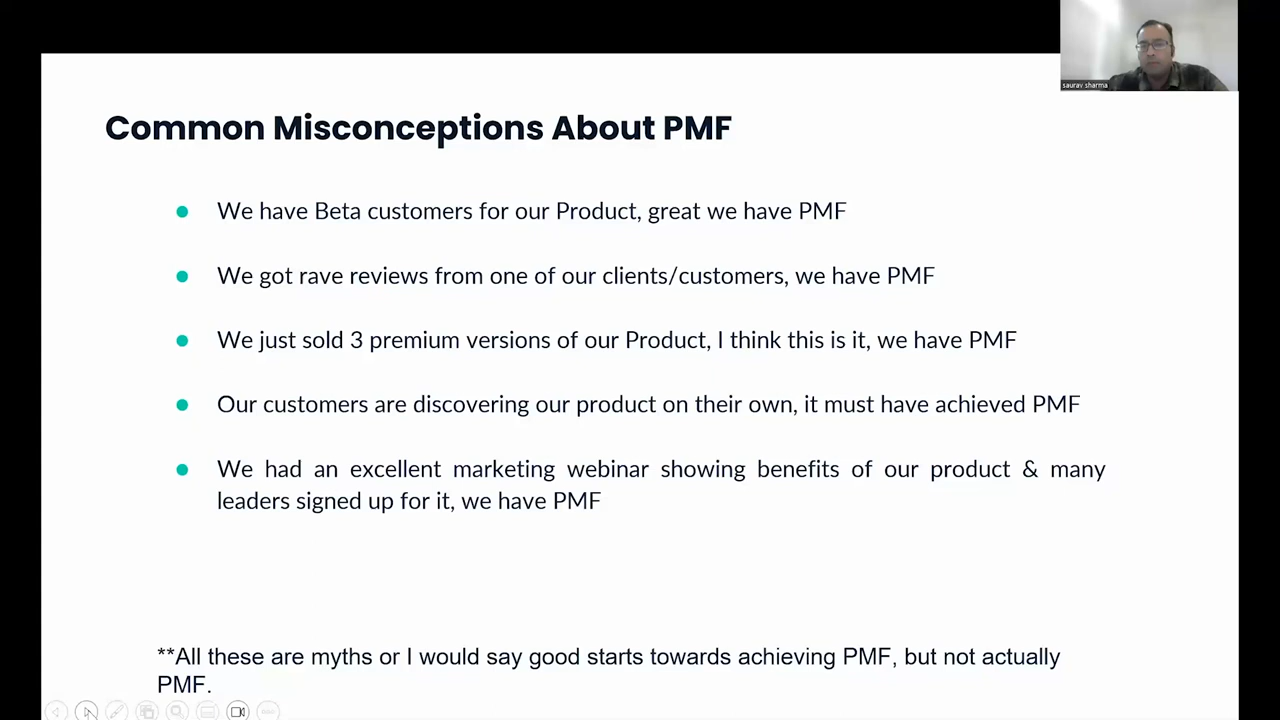 saurav sharma
Common Misconceptions About PMF
We have Beta customers for our Product, great we have PMF
We got rave reviews from one of our clients/customers, we have PMF
We just sold 3 premium versions of our Product, I think this is it, we have PMF
Our customers are discovering our product on their own, it must have achieved PMF
We had an excellent marketing webinar showing benefits of our product & many
leaders signed up for it, we have PMF
**All these are myths or I would say good starts towards achieving PMF, but not actually
PMF.